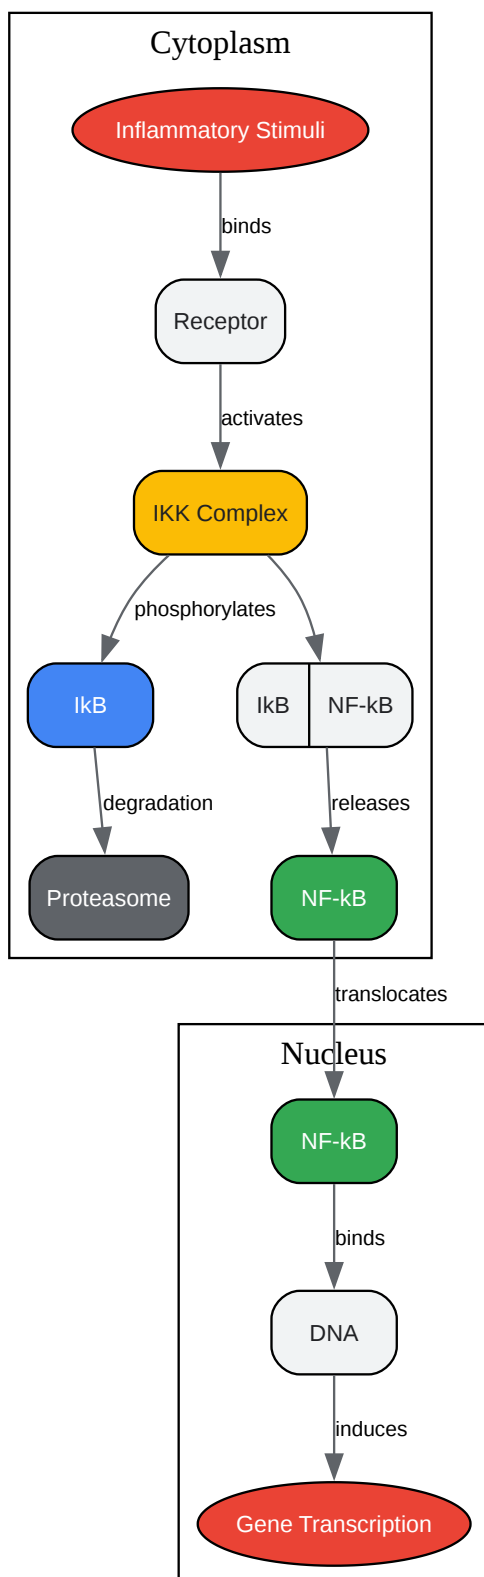 Cytoplasm
Inflammatory Stimuli
binds
Receptor
activates
IKK Complex
phosphorylates
IkB
IkB
NF-kB
degradation
releases
Proteasome
NF-kB
translocates
Nucleus
NF-kB
binds
DNA
induces
Gene Transcription